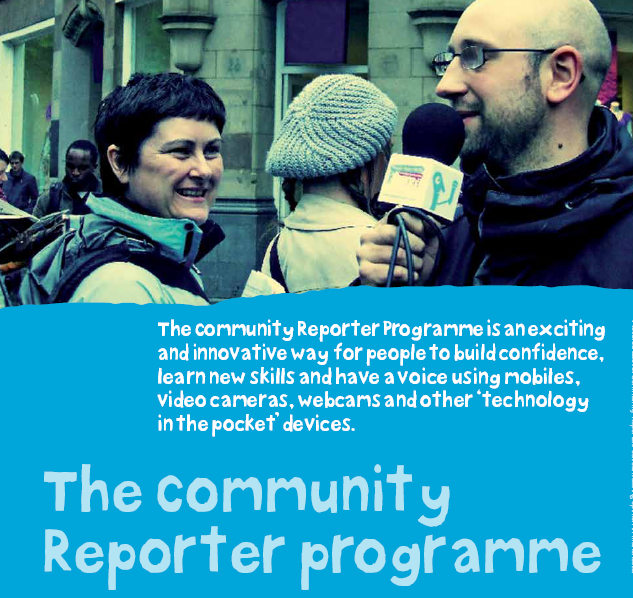 The community Reporter Programme is an exciting
and innovative way for people to build confidence,
learn new skills and have a voice using mobiles,
video cameras, webcams and other 'technology
in the pocket' devices.
The community
Reporter programme